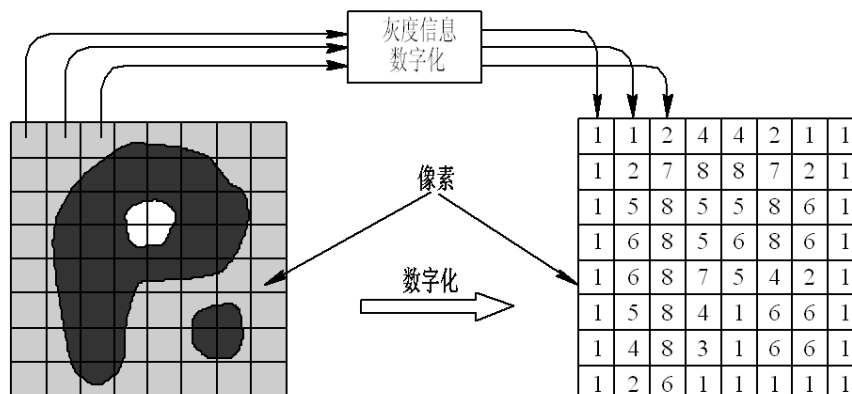 灰度信息
数字化
像素
数字化
1 1 2 4 4 2 1 1
1 2 7 8 8 7 2 1
1 5 8 5 5 8 6 1
1 6 8 5 6 8 6 1
1 6 8 7 5 4 2 1
1 5 8 4 1 6 6 1
1 4 8 3 1 6 6 1
1 2 6 1 1 1 1 1